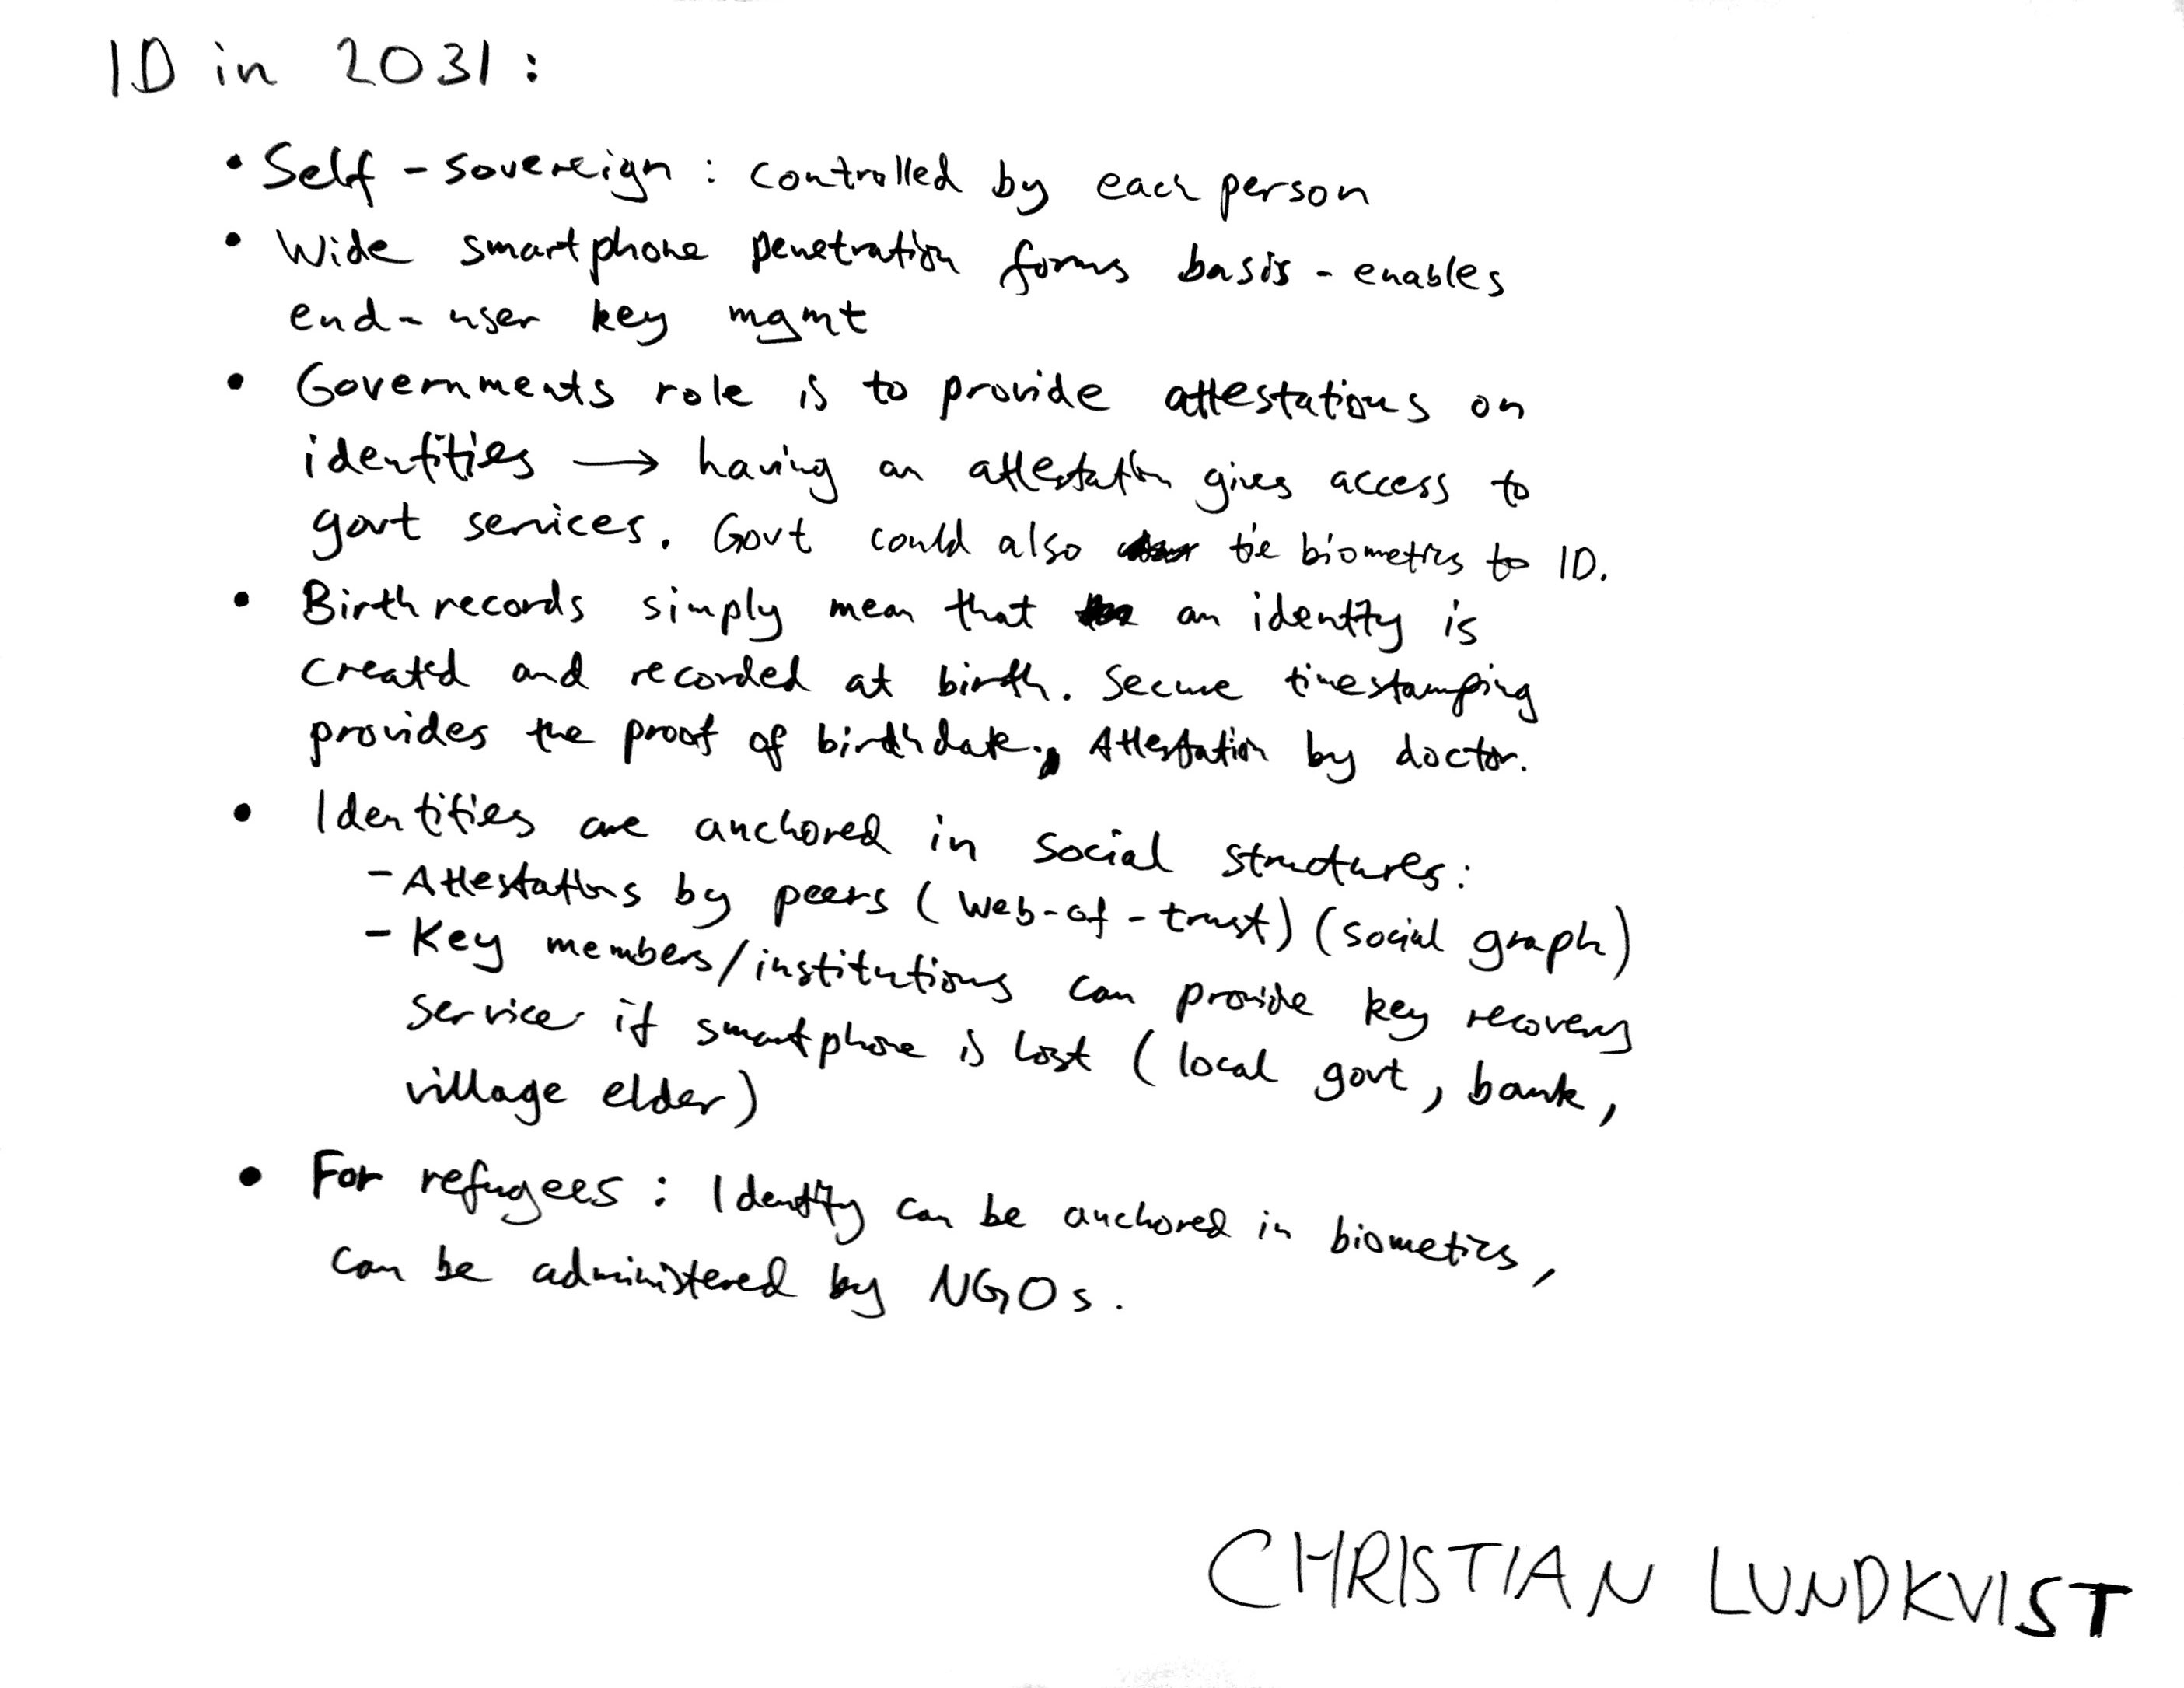 ID in 2031:
• Self-sovereign: controlled by each person
• Wide smartphone penetration forms basis - enables
end-user key mgmt
• Governments role is to provide attestations on
identities → having an attestation gives access to
govt services. Govt could also tie biometrics to ID.
• Birth records simply mean that an identity is
created and recorded at birth. Secure timestamping
provides the proof of birthdate; Attestation by doctor.
• Identities are anchored in social structures:
- Attestations by peers (web-of-trust) (social graph)
- Key members/institutions can provide key recovery
service if smartphone is lost (local govt, bank,
village elder)
• For refugees: Identity can be anchored in biometics,
can be administered by NGOs.
CHRISTIAN LUNDKVIST